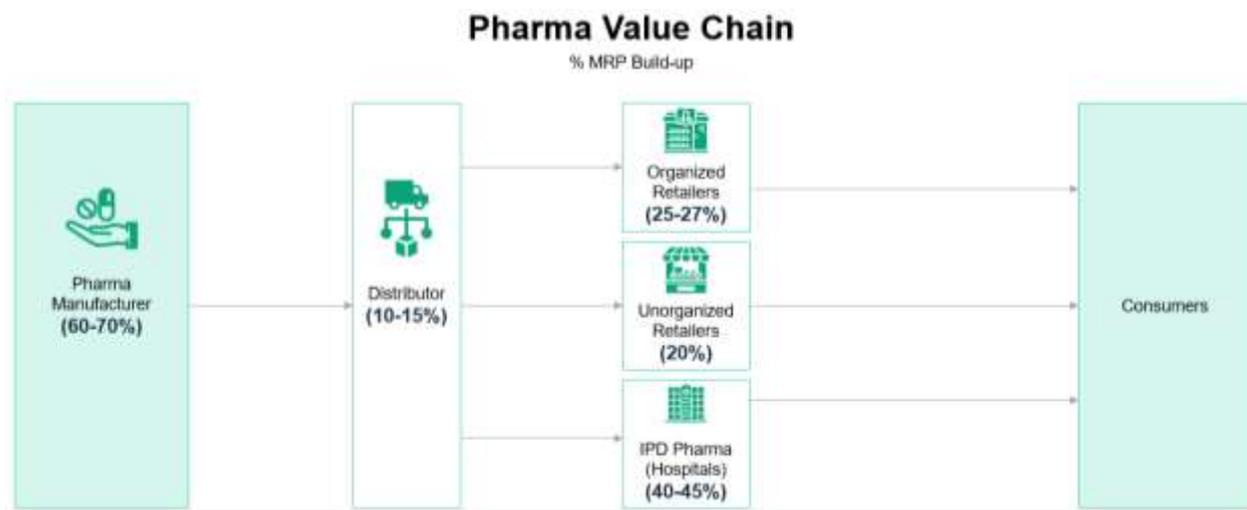 Pharma Value Chain
% MRP Build-up
Pharma
Manufacturer
(60-70%)
Distributor
(10-15%)
Organized
Retailers
(25-27%)
Unorganized
Retailers
(20%)
IPD Pharma
(Hospitals)
(40-45%)
Consumers